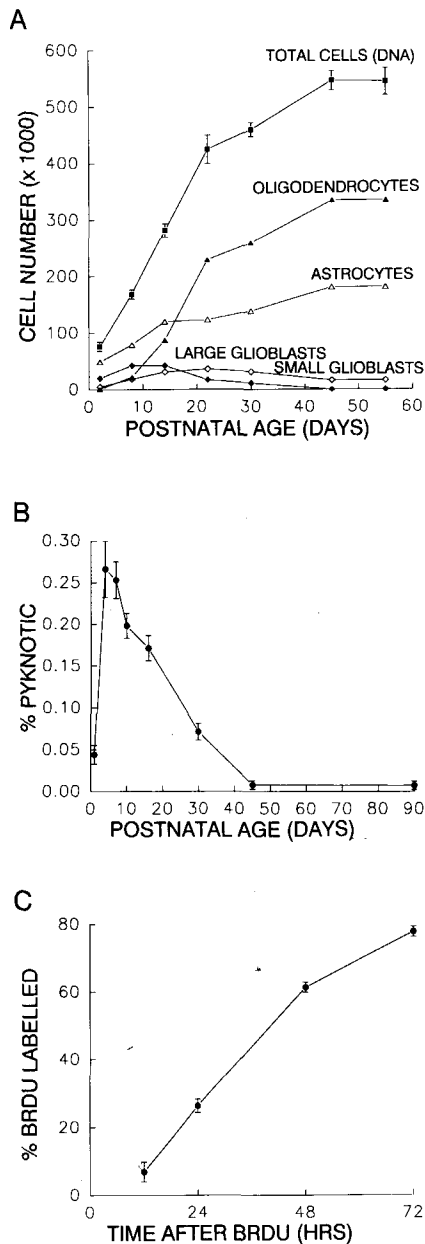 A
TOTAL CELLS (DNA)
OLIGODENDROCYTES
ASTROCYTES
LARGE GLIOBLASTS
SMALL GLIOBLASTS
CELL NUMBER (x 1000)
600
500
400
300
200
100
0
0 10 20 30 40 50 60
POSTNATAL AGE (DAYS)
B
% PYKNOTIC
0.30
0.25
0.20
0.15
0.10
0.05
0.00
0 10 20 30 40 50 60 70 80 90
POSTNATAL AGE (DAYS)
C
% BRDU LABELLED
80
60
40
20
0
0 24 48 72
TIME AFTER BRDU (HRS)